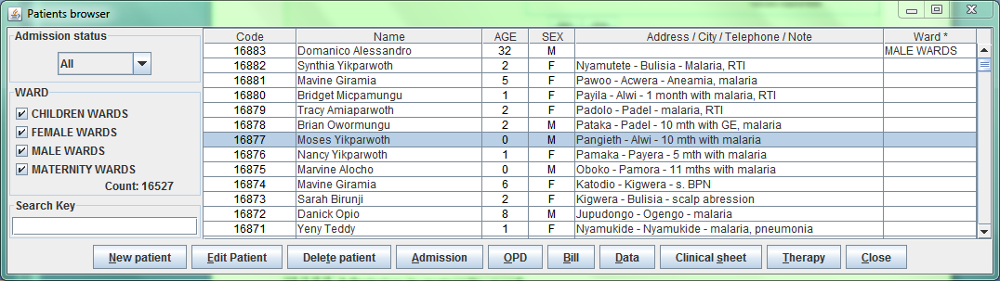 Patients browser
Admission status
All
WARD
CHILDREN WARDS
FEMALE WARDS
MALE WARDS
MATERNITY WARDS
Count: 16527
Search Key
Code Name AGE SEX Address / City / Telephone / Note Ward *
16883 Domanico Alessandro 32 M MALE WARDS
16882 Synthia Yikparwoth 2 F Nyamutete - Bulisia - Malaria, RTI
16881 Mavine Giramia 5 F Pawoo - Acwera - Aneamia, malaria
16880 Bridget Micpamungu 1 F Payila - Alwi - 1 month with malaria, RTI
16879 Tracy Amiaparwoth 2 F Padolo - Padel - malaria, RTI
16878 Brian Owormungu 2 M Pataka - Padel - 10 mth with GE, malaria
16877 Moses Yikparwoth 0 M Pangieth - Alwi - 10 mth with malaria
16876 Nancy Yikparwoth 1 F Pamaka - Payera - 5 mth with malaria
16875 Marvine Alocho 0 M Oboko - Pamora - 11 mths with malaria
16874 Mavine Giramia 6 F Katodio - Kigwera - s. BPN
16873 Sarah Birunji 2 F Kigwera - Bulisia - scalp abression
16872 Danick Opio 8 M Jupudongo - Ogengo - malaria
16871 Yeny Teddy 1 F Nyamukide - Nyamukide - malaria, pneumonia
New patient Edit Patient Delete patient Admission OPD Bill Data Clinical sheet Therapy Close